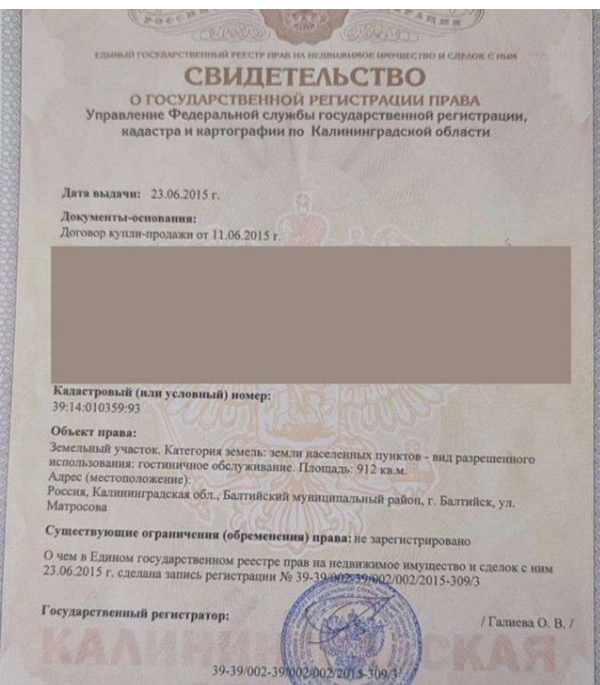 ЕДИНЫЙ ГОСУДАРСТВЕННЫЙ РЕЕСТР ПРАВ НА НЕДВИЖИМОЕ ИМУЩЕСТВО И СДЕЛОК С НИМ
СВИДЕТЕЛЬСТВО
О ГОСУДАРСТВЕННОЙ РЕГИСТРАЦИИ ПРАВА
Управление Федеральной службы государственной регистрации,
кадастра и картографии по Калининградской области
Дата выдачи: 23.06.2015 г.
Документы-основания:
Договор купли-продажи от 11.06.2015 г.
Кадастровый (или условный) номер:
39:14:010359:93
Объект права:
Земельный участок. Категория земель: земли населенных пунктов - вид разрешенного
использования: гостиничное обслуживание. Площадь: 912 кв.м.
Адрес (местоположение):
Россия, Калининградская обл., Балтийский муниципальный район, г. Балтийск, ул.
Матросова
Существующие ограничения (обременения) права: не зарегистрировано
О чем в Едином государственном реестре прав на недвижимое имущество и сделок с ним
23.06.2015 г. сделана запись регистрации № 39-39/002-39/002/002/2015-309/3
Государственный регистратор:
/ Галиева О. В. /
39-39/002-39/002/002/2015-309/3